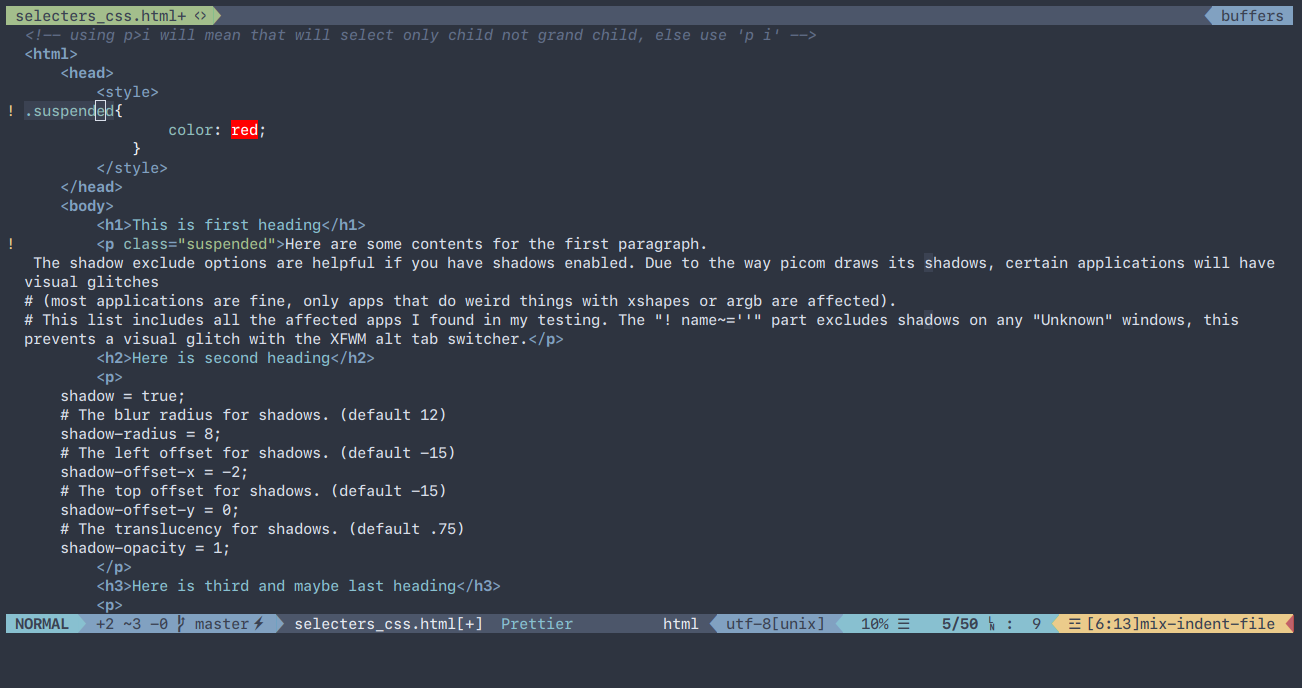 selecters_css.html+ <>
buffers
<!-- using p>i will mean that will select only child not grand child, else use 'p i' -->
<html>
<head>
<style>
! .suspended{
color: red;
}
</style>
</head>
<body>
<h1>This is first heading</h1>
! <p class="suspended">Here are some contents for the first paragraph.
The shadow exclude options are helpful if you have shadows enabled. Due to the way picom draws its shadows, certain applications will have
visual glitches
# (most applications are fine, only apps that do weird things with xshapes or argb are affected).
# This list includes all the affected apps I found in my testing. The "! name~=''" part excludes shadows on any "Unknown" windows, this
prevents a visual glitch with the XFWM alt tab switcher.</p>
<h2>Here is second heading</h2>
<p>
shadow = true;
# The blur radius for shadows. (default 12)
shadow-radius = 8;
# The left offset for shadows. (default -15)
shadow-offset-x = -2;
# The top offset for shadows. (default -15)
shadow-offset-y = 0;
# The translucency for shadows. (default .75)
shadow-opacity = 1;
</p>
<h3>Here is third and maybe last heading</h3>
<p>
NORMAL +2 ~3 -0 master⚡ selecters_css.html[+] Prettier html utf-8[unix] 10% ☰ 5/50 ㏑ : 9 ☲ [6:13]mix-indent-file